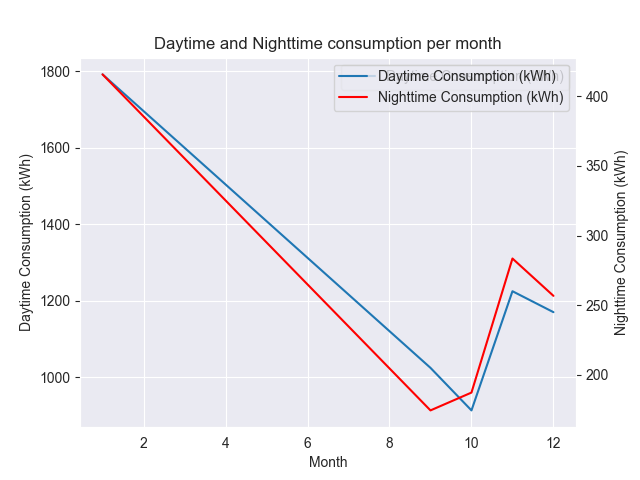 Daytime and Nighttime consumption per month
Daytime Consumption (kWh)
Nighttime Consumption (kWh)
1800
1600
1400
1200
1000
400
350
300
250
200
Daytime Consumption (kWh)
Nighttime Consumption (kWh)
2
4
6
8
10
12
Month